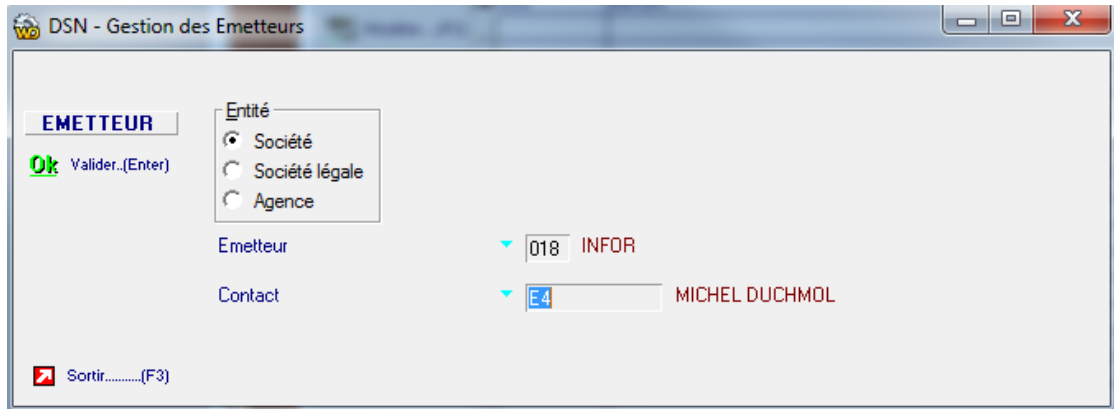 DSN - Gestion des Emetteurs
EMETTEUR
Entité
Société
Ok Valider..(Enter)
Société légale
Agence
Emetteur 018 INFOR
Contact E4 MICHEL DUCHMOL
Sortir..........(F3)